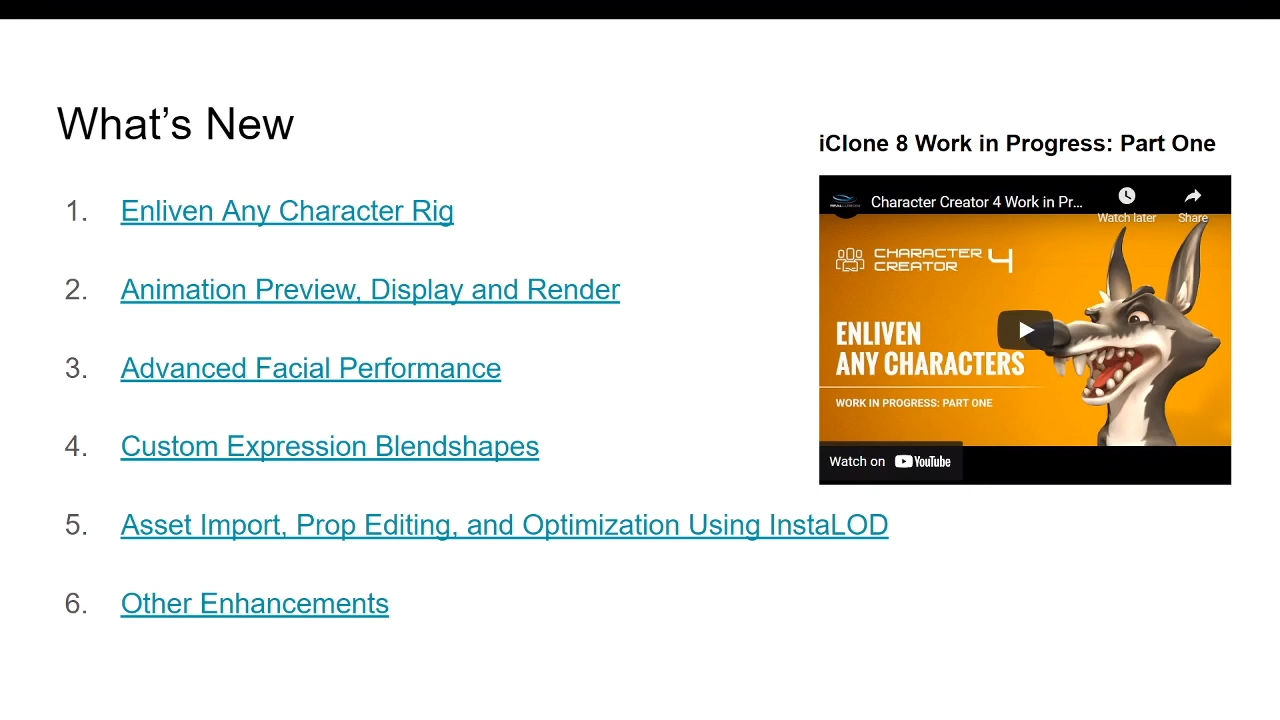 What's New
1. Enliven Any Character Rig
2. Animation Preview, Display and Render
3. Advanced Facial Performance
4. Custom Expression Blendshapes
5. Asset Import, Prop Editing, and Optimization Using InstaLOD
6. Other Enhancements
iClone 8 Work in Progress: Part One
Character Creator 4 Work in Pr...
Watch later
Share
CHARACTER
CREATOR 4
ENLIVEN
ANY CHARACTERS
WORK IN PROGRESS: PART ONE
Watch on YouTube